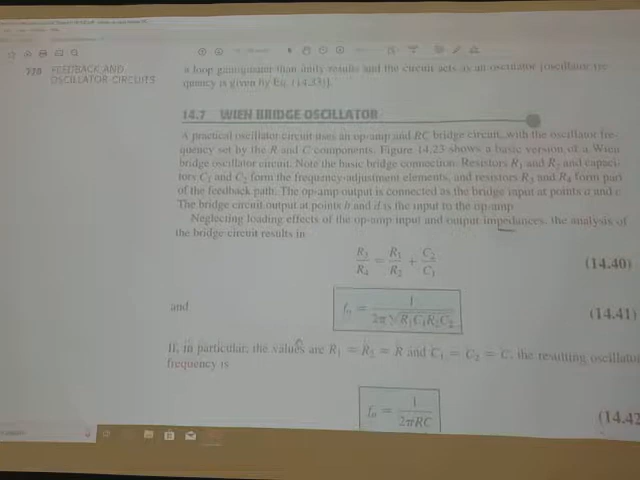 770 FEEDBACK AND
OSCILLATOR CIRCUITS
a loop gain greater than unity results and the circuit acts as an oscillator [oscillator fre-
quency is given by Eq. (14.33)].
14.7 WIEN BRIDGE OSCILLATOR
A practical oscillator circuit uses an op-amp and RC bridge circuit, with the oscillator fre-
quency set by the R and C components. Figure 14.23 shows a basic version of a Wien
bridge oscillator circuit. Note the basic bridge connection. Resistors R₁ and R₂ and capaci-
tors C₁ and C₂ form the frequency-adjustment elements, and resistors R₃ and R₄ form part
of the feedback path. The op-amp output is connected as the bridge input at points a and c.
The bridge circuit output at points b and d is the input to the op-amp.
Neglecting loading effects of the op-amp input and output impedances, the analysis of
the bridge circuit results in
R₃/R₄ = R₁/R₂ + C₂/C₁ (14.40)
and fₒ = 1/2π√R₁C₁R₂C₂ (14.41)
If, in particular, the values are R₁ = R₂ = R and C₁ = C₂ = C, the resulting oscillator
frequency is
fₒ = 1/2πRC (14.42